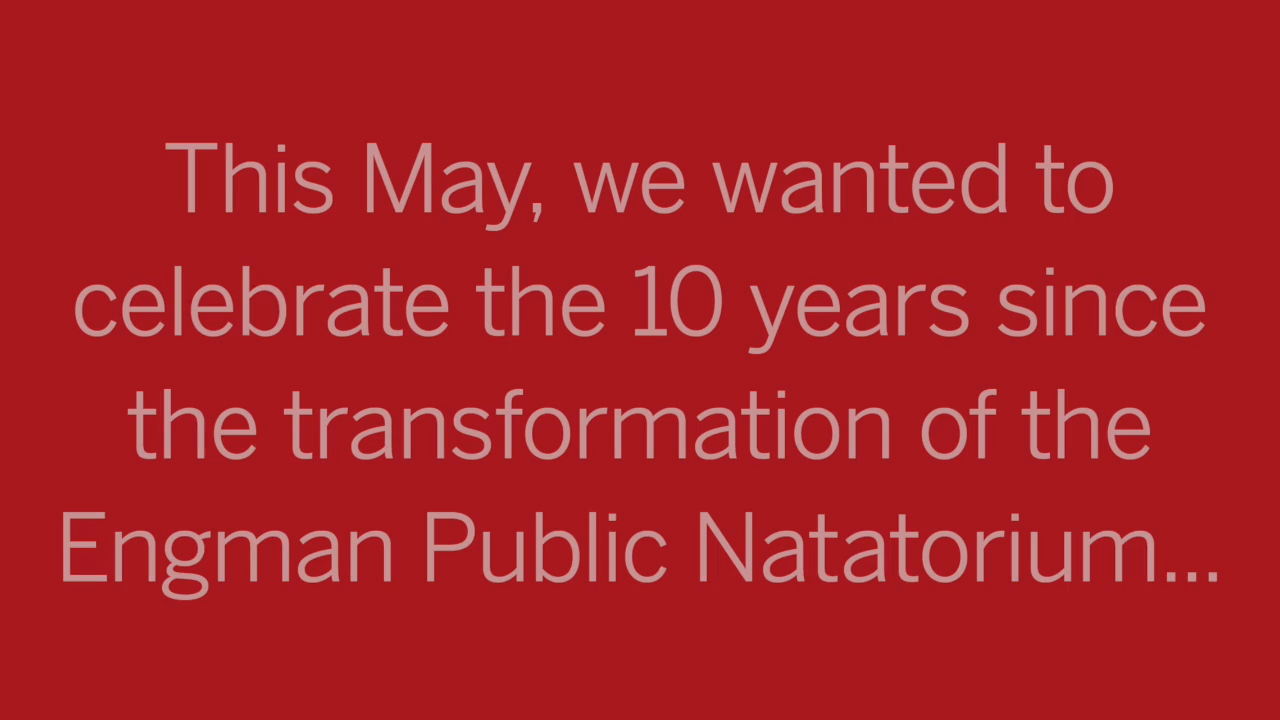 This May, we wanted to
celebrate the 10 years since
the transformation of the
Engman Public Natatorium...